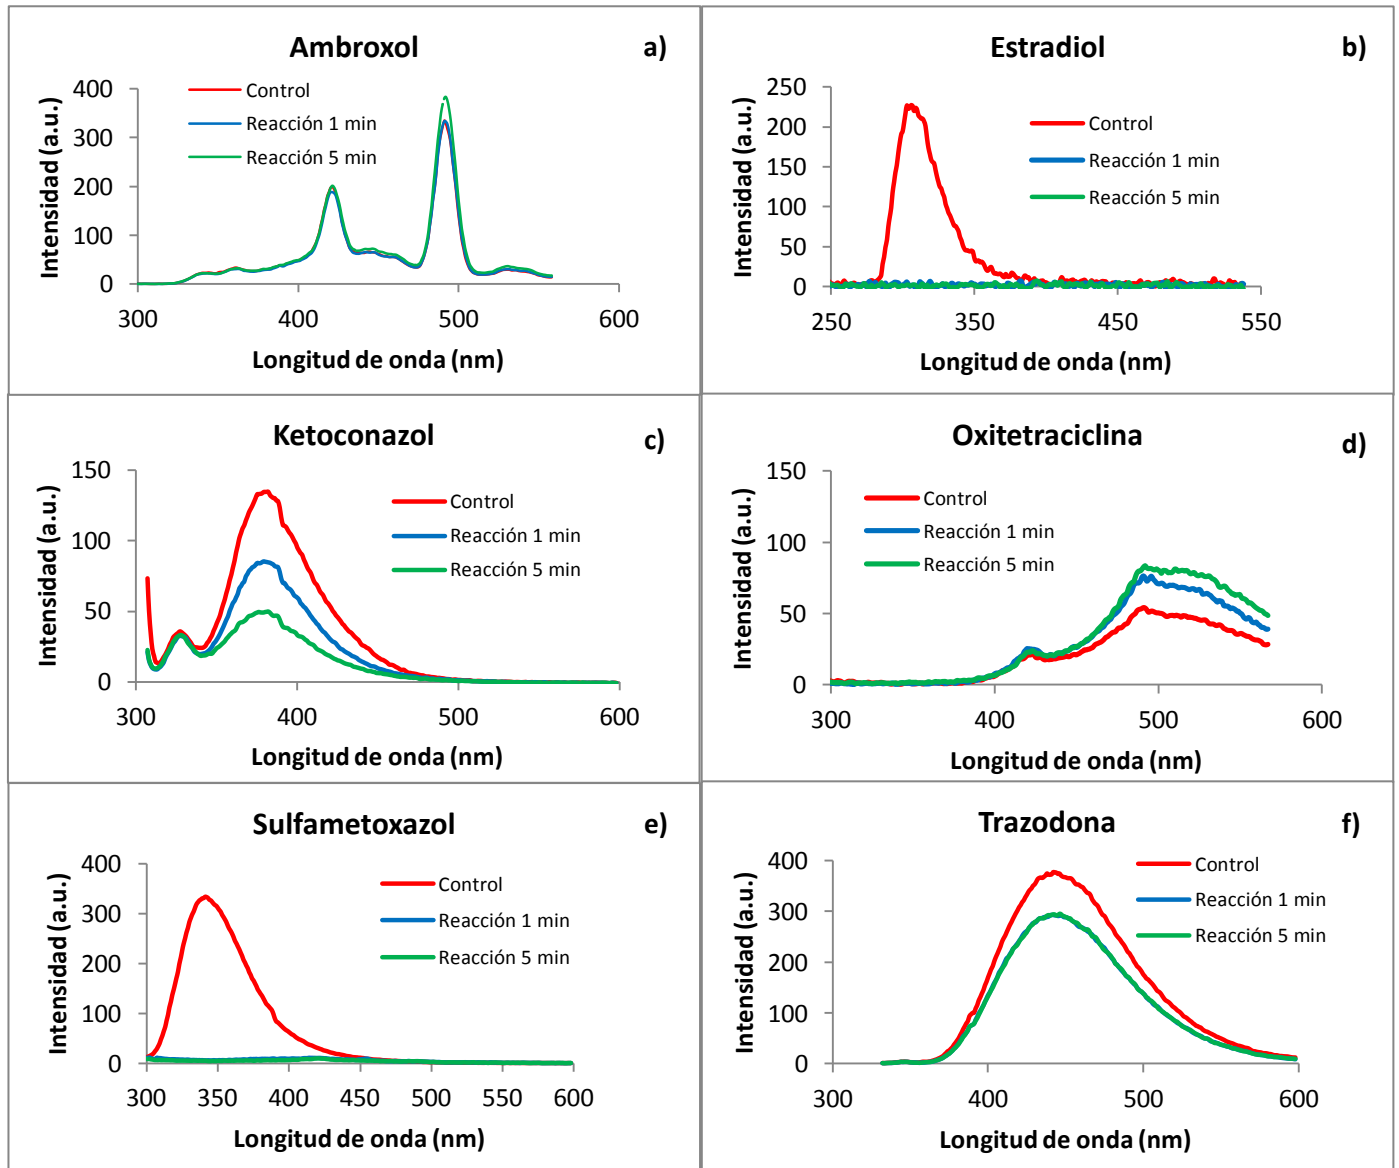 Ambroxol a)
Control
Reacción 1 min
Reacción 5 min
Intensidad (a.u.)
400
300
200
100
0
300 400 500 600
Longitud de onda (nm)
Estradiol b)
Control
Reacción 1 min
Reacción 5 min
Intensidad (a.u.)
250
200
150
100
50
0
250 350 450 550
Longitud de onda (nm)
Ketoconazol c)
Control
Reacción 1 min
Reacción 5 min
Intensidad (a.u.)
150
100
50
0
300 400 500 600
Longitud de onda (nm)
Oxitetraciclina d)
Control
Reacción 1 min
Reacción 5 min
Intensidad (a.u.)
150
100
50
0
300 400 500 600
Longitud de onda (nm)
Sulfametoxazol e)
Control
Reacción 1 min
Reacción 5 min
Intensidad (a.u.)
400
300
200
100
0
300 350 400 450 500 550 600
Longitud de onda (nm)
Trazodona f)
Control
Reacción 1 min
Reacción 5 min
Intensidad (a.u.)
400
300
200
100
0
300 400 500 600
Longitud de onda (nm)